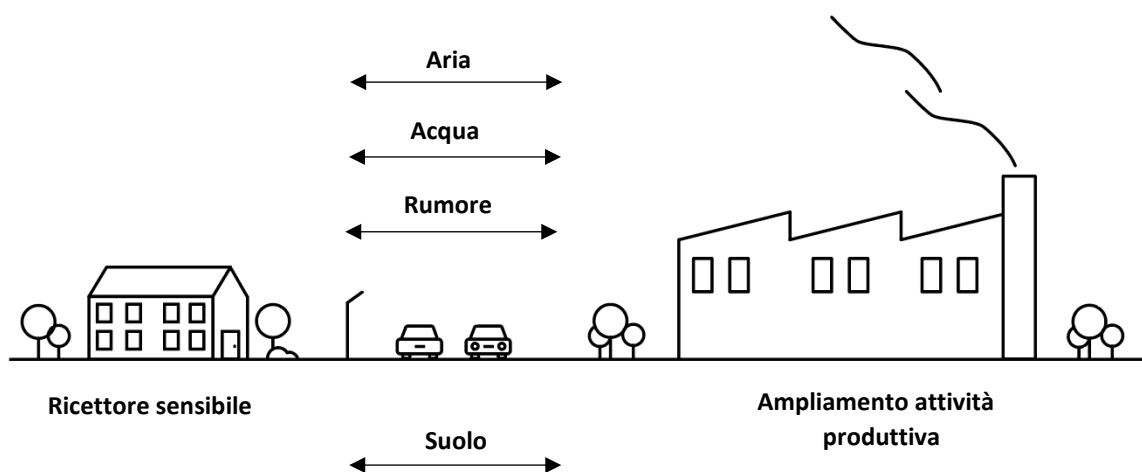 Aria
Acqua
Rumore
Ricettore sensibile
Ampliamento attività
produttiva
Suolo